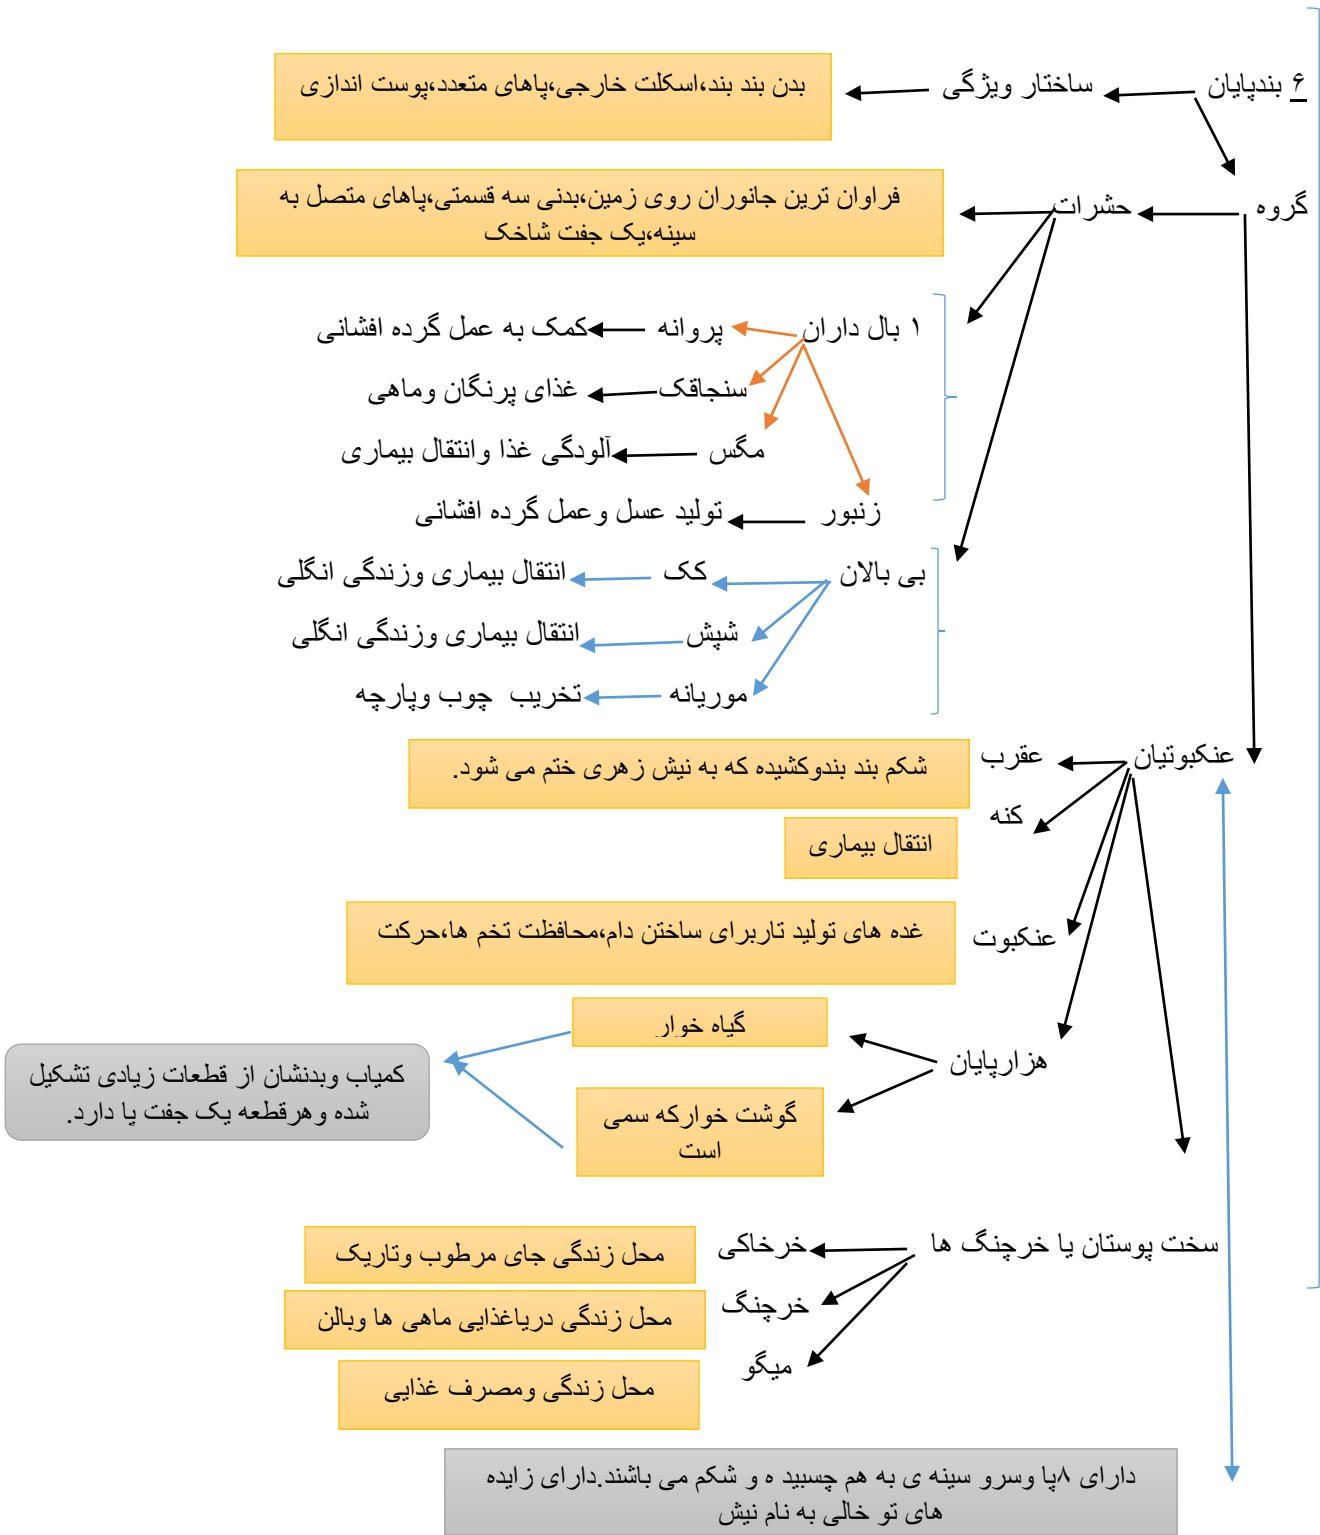 ۶ بندپایان
ساختار ویژگی
بدن بند بند،اسکلت خارجی،پاهای متعدد،پوست اندازی
گروه
حشرات
فراوان ترین جانوران روی زمین،بدنی سه قسمتی،پاهای متصل به
سینه،یک جفت شاخک
۱ بال داران
پروانه
کمک به عمل گرده افشانی
سنجاقک
غذای پرنگان وماهی
مگس
آلودگی غذا وانتقال بیماری
زنبور
تولید عسل وعمل گرده افشانی
بی بالان
کک
انتقال بیماری وزندگی انگلی
شپش
انتقال بیماری وزندگی انگلی
موریانه
تخریب چوب وپارچه
عنکبوتیان
عقرب
شکم بند بندوکشیده که به نیش زهری ختم می شود.
کنه
انتقال بیماری
عنکبوت
غده های تولید تاربرای ساختن دام،محافظت تخم ها،حرکت
هزارپایان
گیاه خوار
گوشت خوارکه سمی
است
کمیاب وبدنشان از قطعات زیادی تشکیل
شده وهرقطعه یک جفت پا دارد.
سخت پوستان یا خرچنگ ها
خرخاکی
محل زندگی جای مرطوب وتاریک
خرچنگ
محل زندگی دریاغذایی ماهی ها وبالن
میگو
محل زندگی ومصرف غذایی
دارای ۸پا وسرو سینه ی به هم چسبید ه و شکم می باشند.دارای زایده
های تو خالی به نام نیش